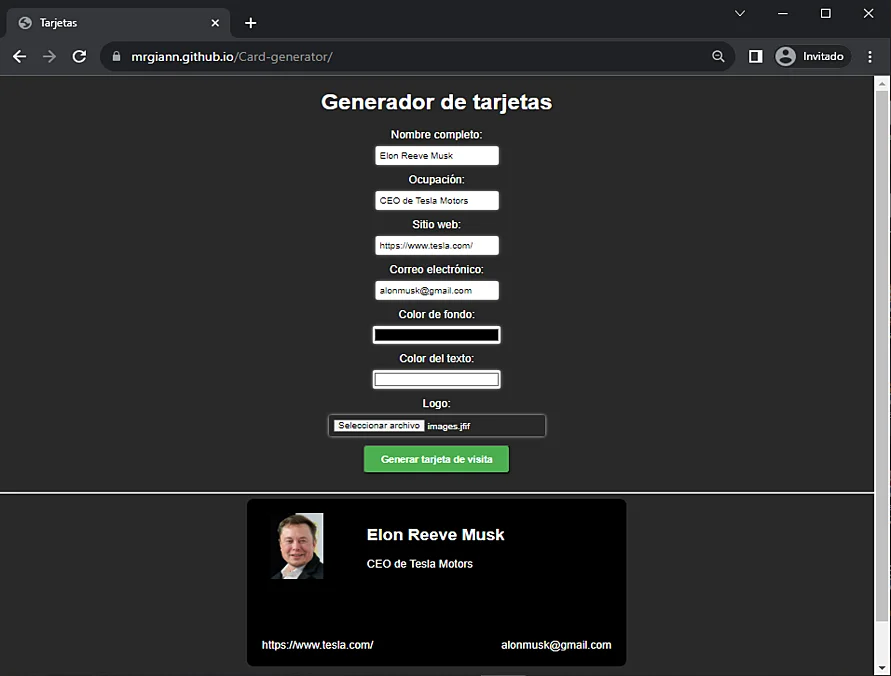 Tarjetas
mrgiann.github.io/Card-generator/
Invitado
Generador de tarjetas
Nombre completo:
Elon Reeve Musk
Ocupación:
CEO de Tesla Motors
Sitio web:
https://www.tesla.com/
Correo electrónico:
alonmusk@gmail.com
Color de fondo:
Color del texto:
Logo:
Seleccionar archivo images.jfif
Generar tarjeta de visita
Elon Reeve Musk
CEO de Tesla Motors
https://www.tesla.com/ alonmusk@gmail.com